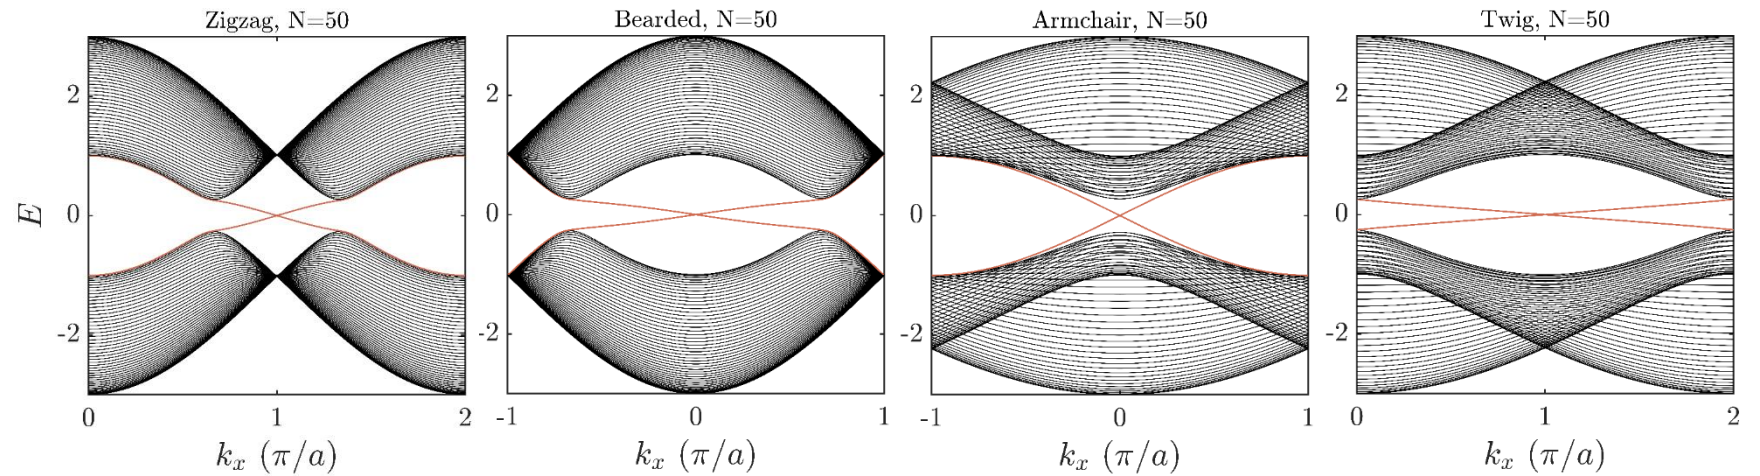 Zigzag, N=50
Bearded, N=50
Armchair, N=50
Twig, N=50
E
2
0
-2
0
1
2
k_x (π/a)
2
0
-2
-1
0
1
k_x (π/a)
2
0
-2
-1
0
1
k_x (π/a)
2
0
-2
0
1
2
k_x (π/a)